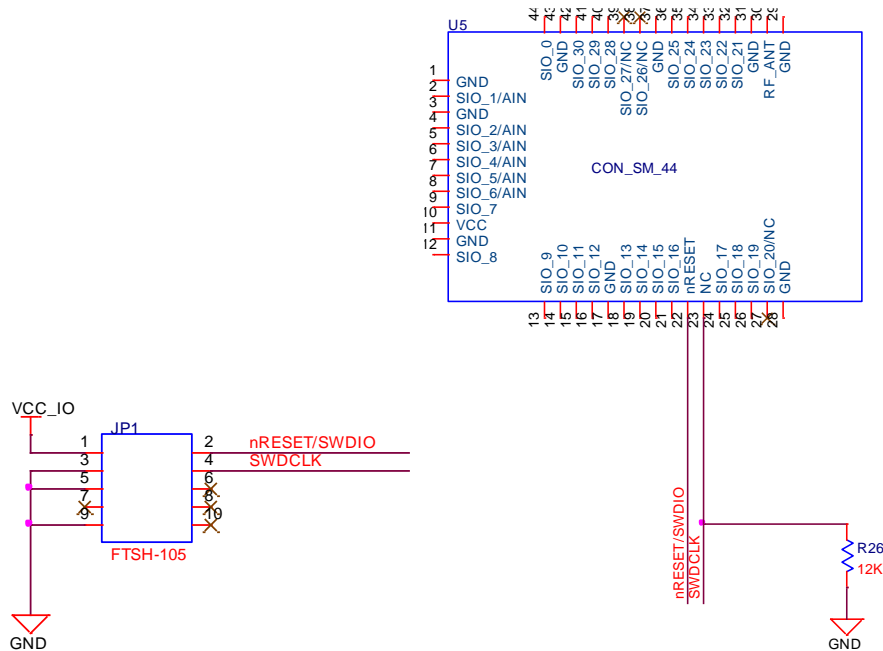 44 43 42 41 40 39 38 37 36 35 34 33 32 31 30 29
U5
SIO_0 GND SIO_30 SIO_29 SIO_28 SIO_27/NC SIO_26/NC GND SIO_25 SIO_24 SIO_23 SIO_22 SIO_21 GND RF_ANT GND
1 GND
2 SIO_1/AIN
3 GND
4 SIO_2/AIN
5 SIO_3/AIN
6 SIO_4/AIN
7 SIO_5/AIN
8 SIO_6/AIN
9 SIO_7
10 VCC
11 GND
12 SIO_8
CON_SM_44
SIO_9 SIO_10 SIO_11 SIO_12 GND SIO_13 SIO_14 SIO_15 SIO_16 nRESET NC SIO_17 SIO_18 SIO_19 SIO_20/NC GND
13 14 15 16 17 18 19 20 21 22 23 24 25 26 27 28
VCC_IO
JP1
1 2 nRESET/SWDIO
3 4 SWDCLK
5 6
7 8
9 10
FTSH-105
GND
nRESET/SWDIO
SWDCLK
R26
12K
GND